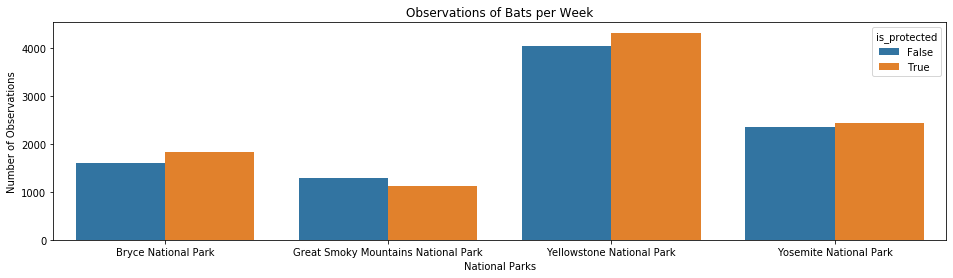 Observations of Bats per Week
Number of Observations
4000
3000
2000
1000
0
is_protected
False
True
Bryce National Park
Great Smoky Mountains National Park
Yellowstone National Park
Yosemite National Park
National Parks